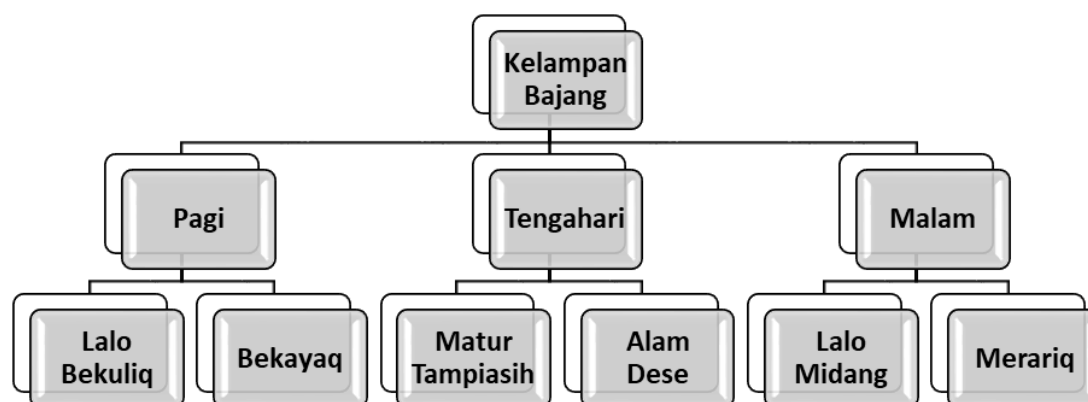 Kelampan
Bajang
Pagi
Tengahari
Malam
Lalo
Bekuliq
Bekayaq
Matur
Tampiasih
Alam
Dese
Lalo
Midang
Merariq